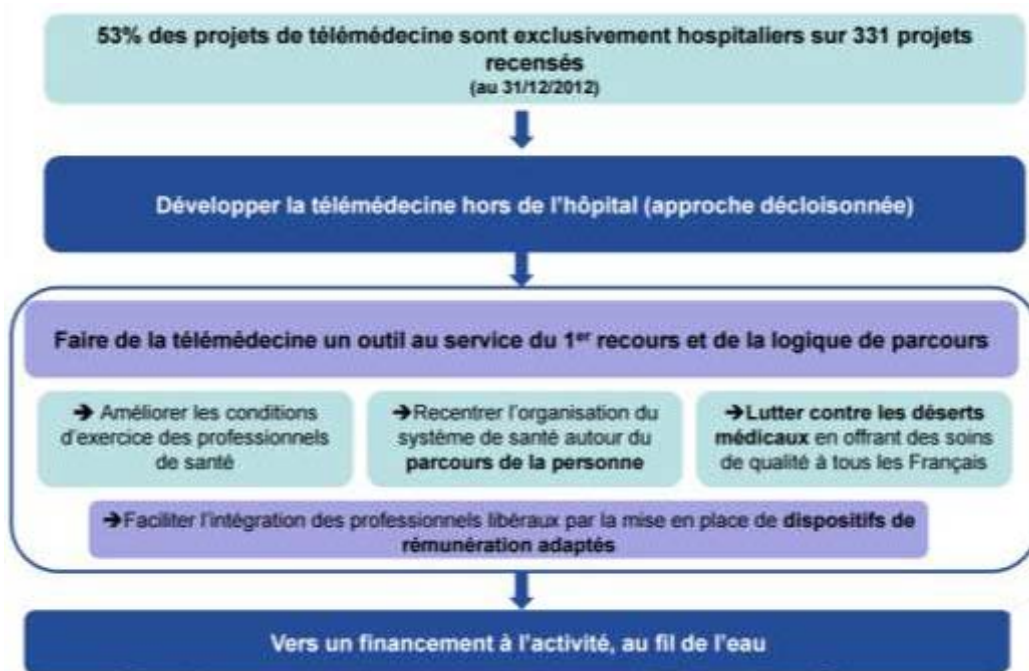 53% des projets de télémédecine sont exclusivement hospitaliers sur 331 projets
recensés
(au 31/12/2012)
Développer la télémédecine hors de l'hôpital (approche décloisonnée)
Faire de la télémédecine un outil au service du 1er recours et de la logique de parcours
➔ Améliorer les conditions
d'exercice des professionnels
de santé
➔Recentrer l'organisation du
système de santé autour du
parcours de la personne
➔Lutter contre les déserts
médicaux en offrant des soins
de qualité à tous les Français
➔Faciliter l'intégration des professionnels libéraux par la mise en place de dispositifs de
rémunération adaptés
Vers un financement à l'activité, au fil de l'eau